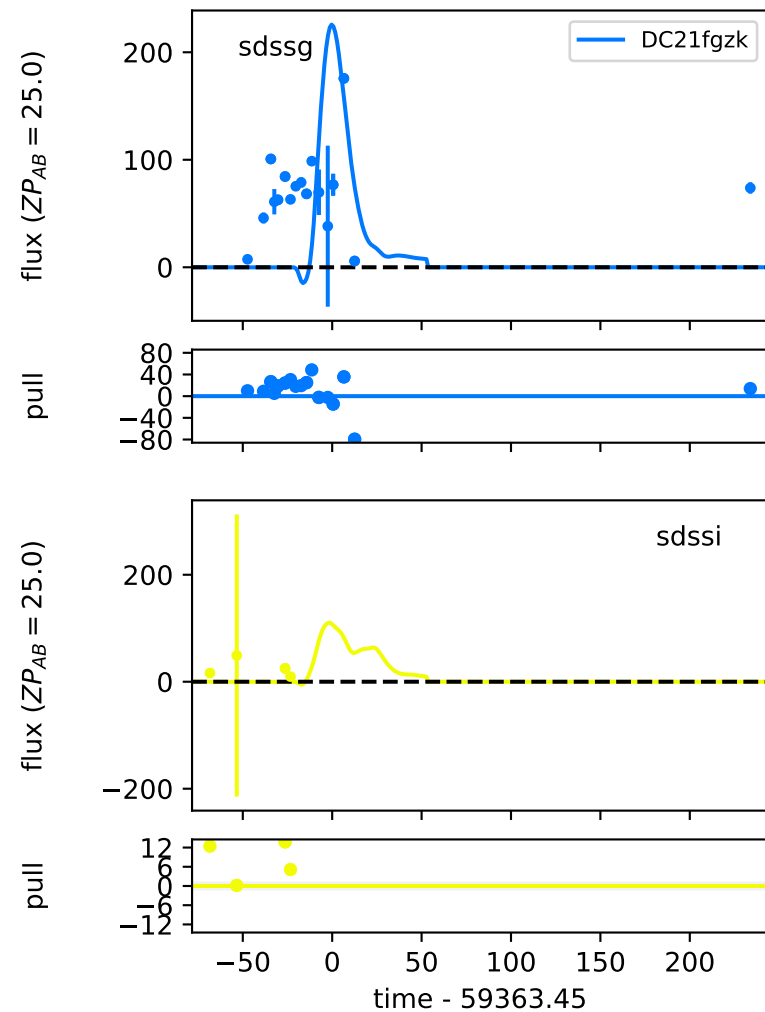 sdssg
DC21fgzk
flux (ZP_AB = 25.0)
200
100
0
pull
80
40
0
−40
−80
sdssi
flux (ZP_AB = 25.0)
200
0
−200
pull
12
6
0
−6
−12
−50 0 50 100 150 200
time - 59363.45